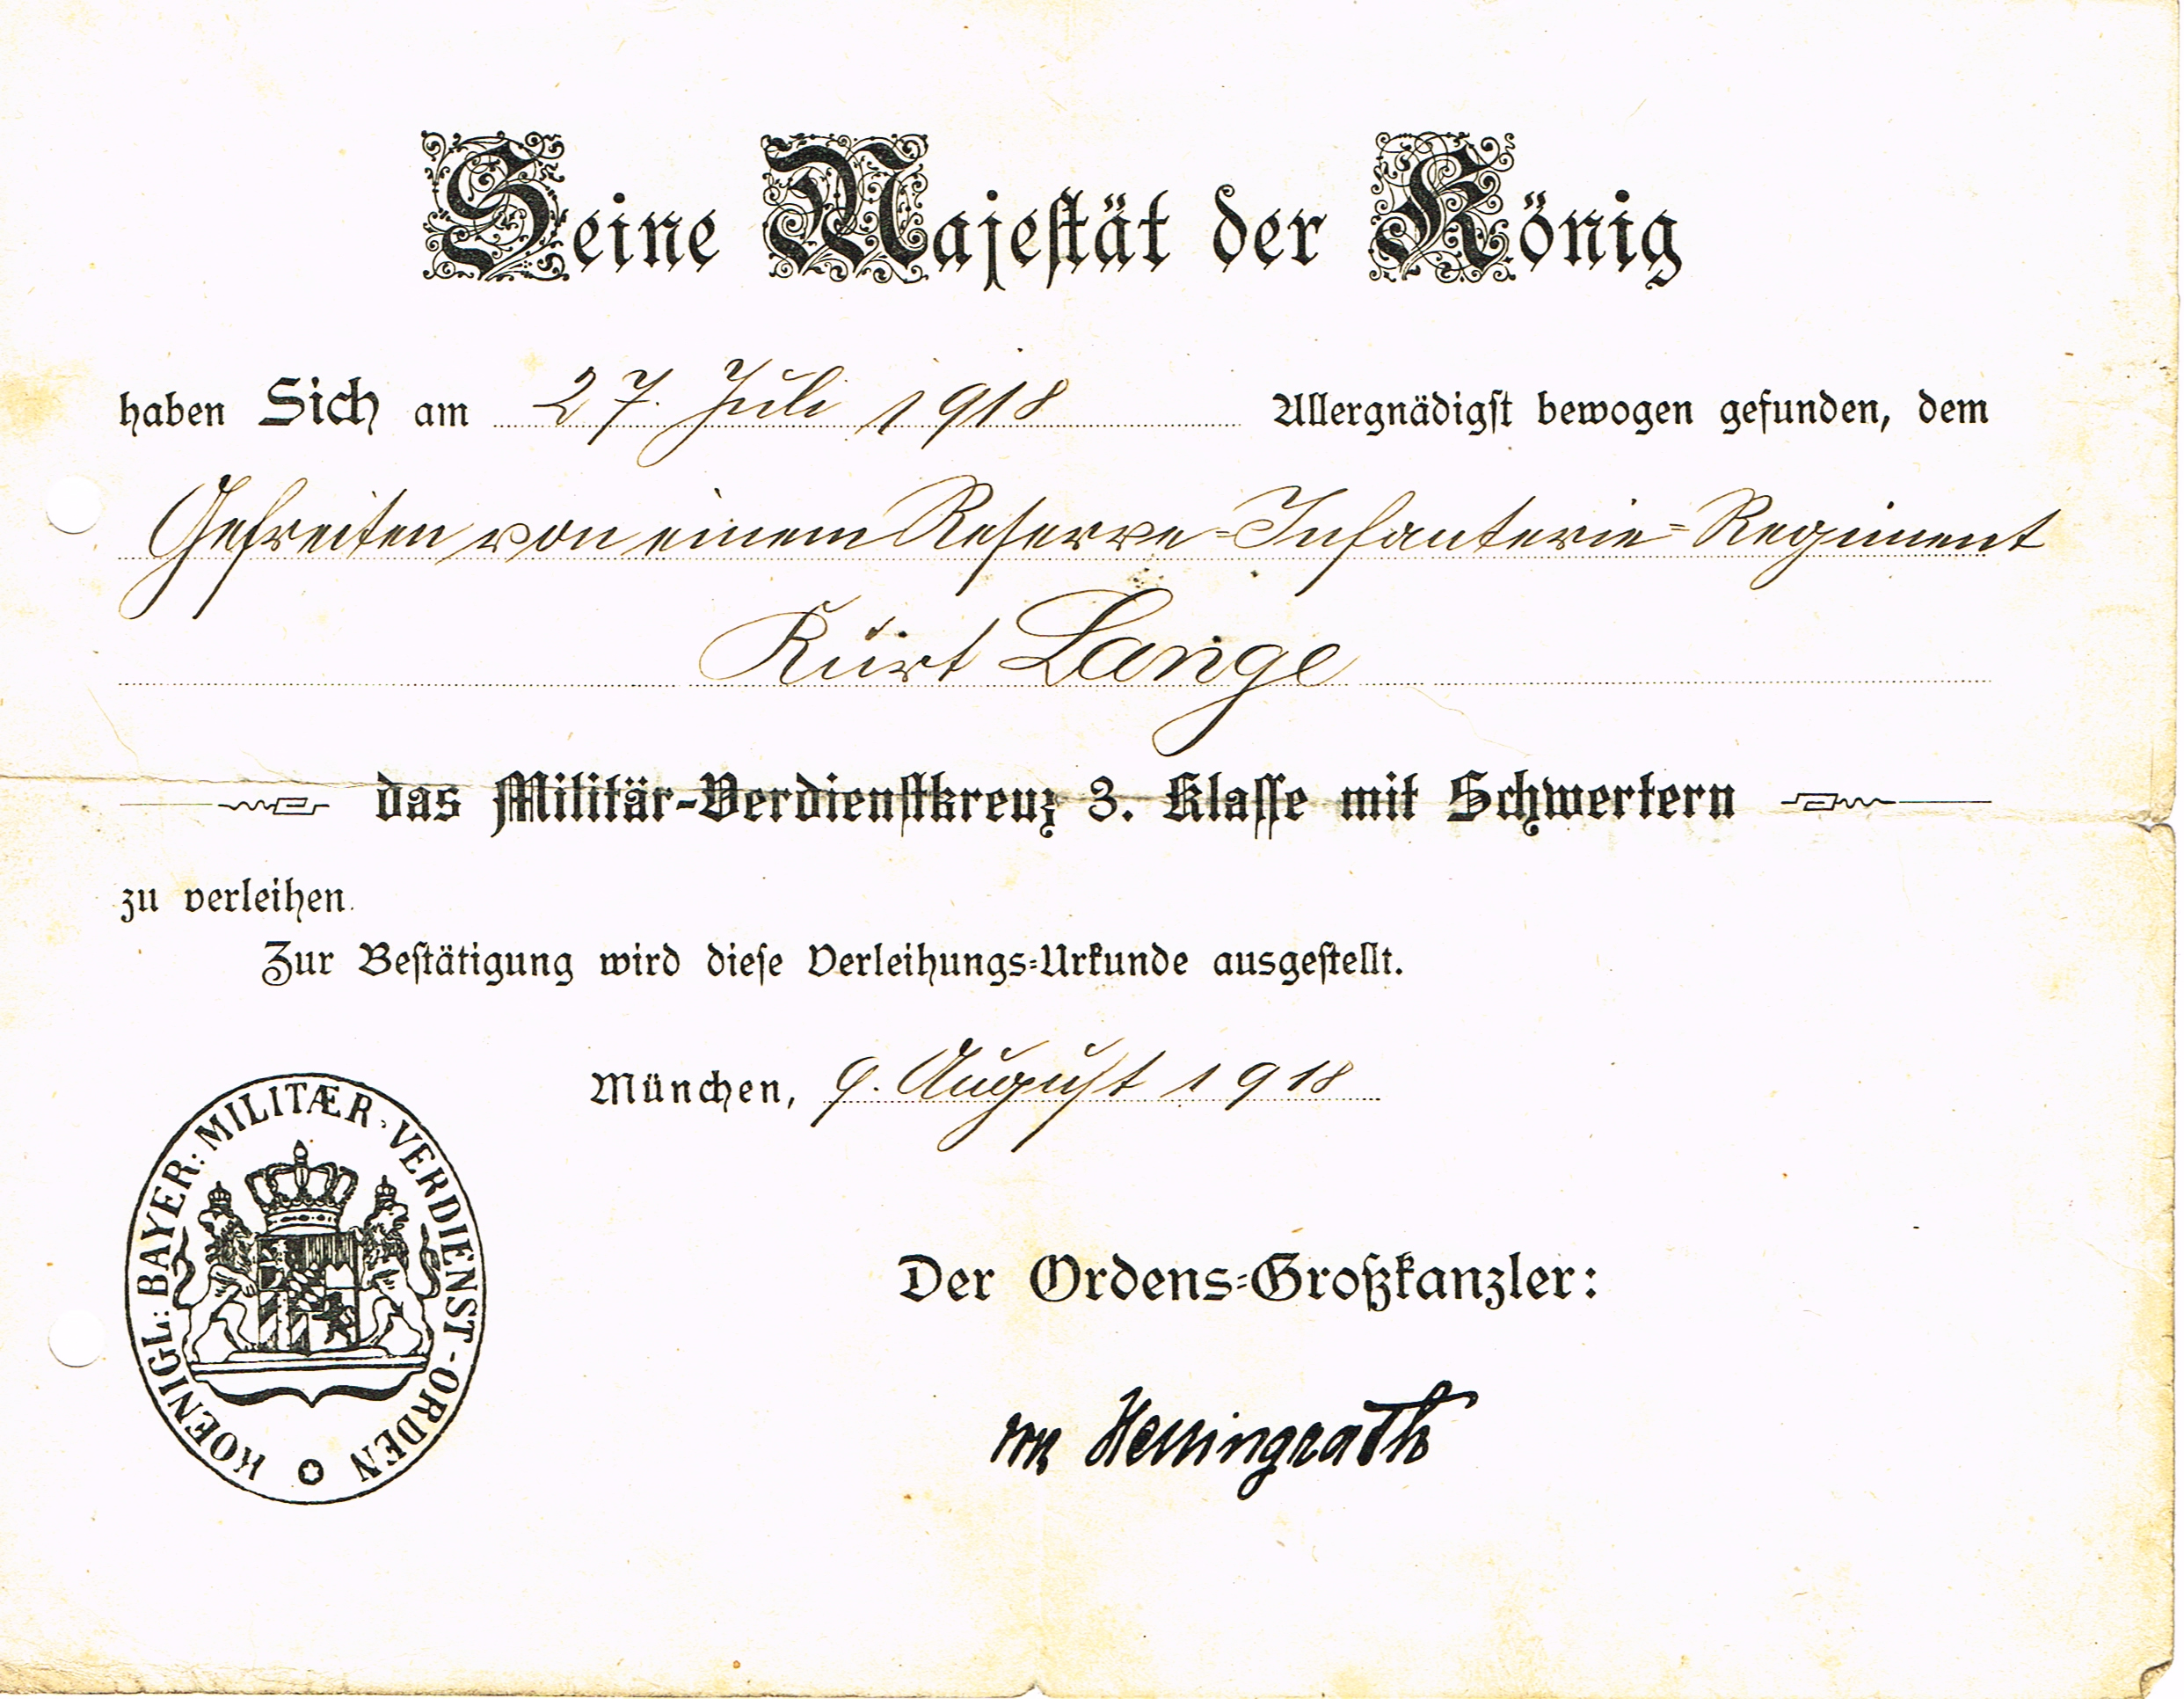 Seine Majestät der König
haben Sich am 27. Juli 1918 Allergnädigst bewogen gefunden, dem
Gefreiten von einem Reserve=Infanterie=Regiment
Kurt Lange
das Militär-Verdienstkreuz 3. Klasse mit Schwertern
zu verleihen.
Zur Bestätigung wird diese Verleihungs=Urkunde ausgestellt.
München, 9. August 1918
KOENIGL: BAYER: MILITÆR-VERDIENST-ORDEN
Der Ordens=Großkanzler:
von Hellingrath